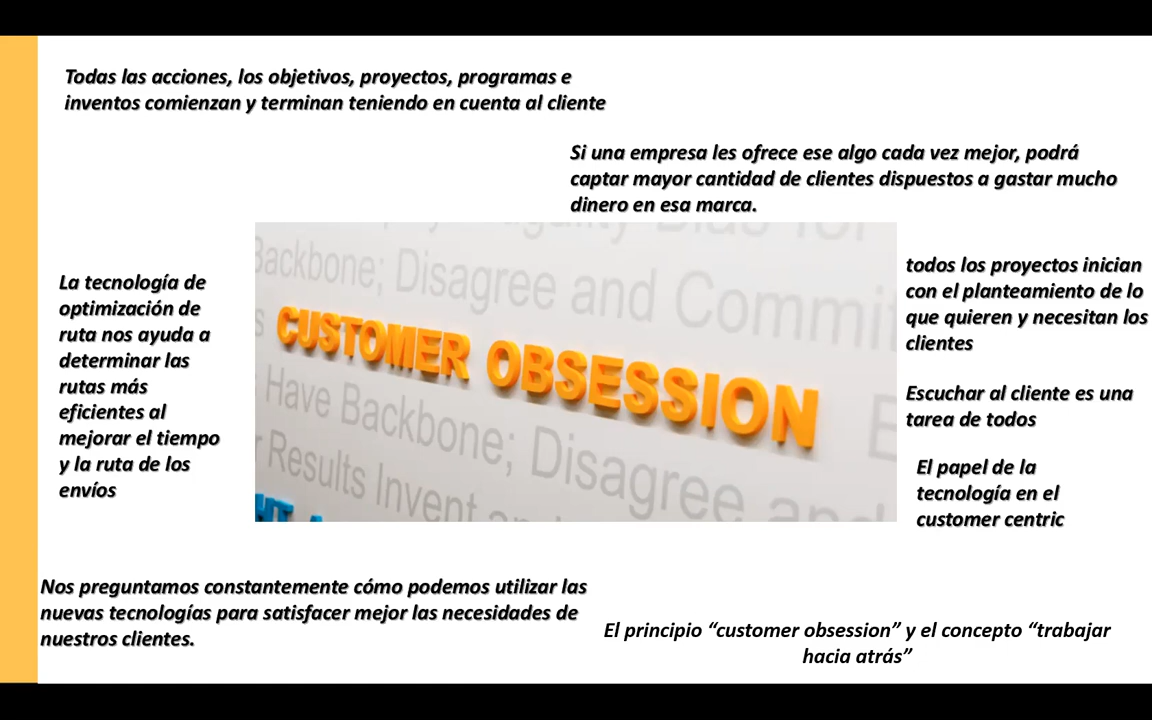 Todas las acciones, los objetivos, proyectos, programas e
inventos comienzan y terminan teniendo en cuenta al cliente
Si una empresa les ofrece ese algo cada vez mejor, podrá
captar mayor cantidad de clientes dispuestos a gastar mucho
dinero en esa marca.
La tecnología de
optimización de
ruta nos ayuda a
determinar las
rutas más
eficientes al
mejorar el tiempo
y la ruta de los
envíos
for
Backbone; Disagree and Commit
CUSTOMER OBSESSION
Have Backbone; Disagree and
Results Invent
todos los proyectos inician
con el planteamiento de lo
que quieren y necesitan los
clientes
Escuchar al cliente es una
tarea de todos
El papel de la
tecnología en el
customer centric
Nos preguntamos constantemente cómo podemos utilizar las
nuevas tecnologías para satisfacer mejor las necesidades de
nuestros clientes.
El principio “customer obsession” y el concepto “trabajar
hacia atrás”